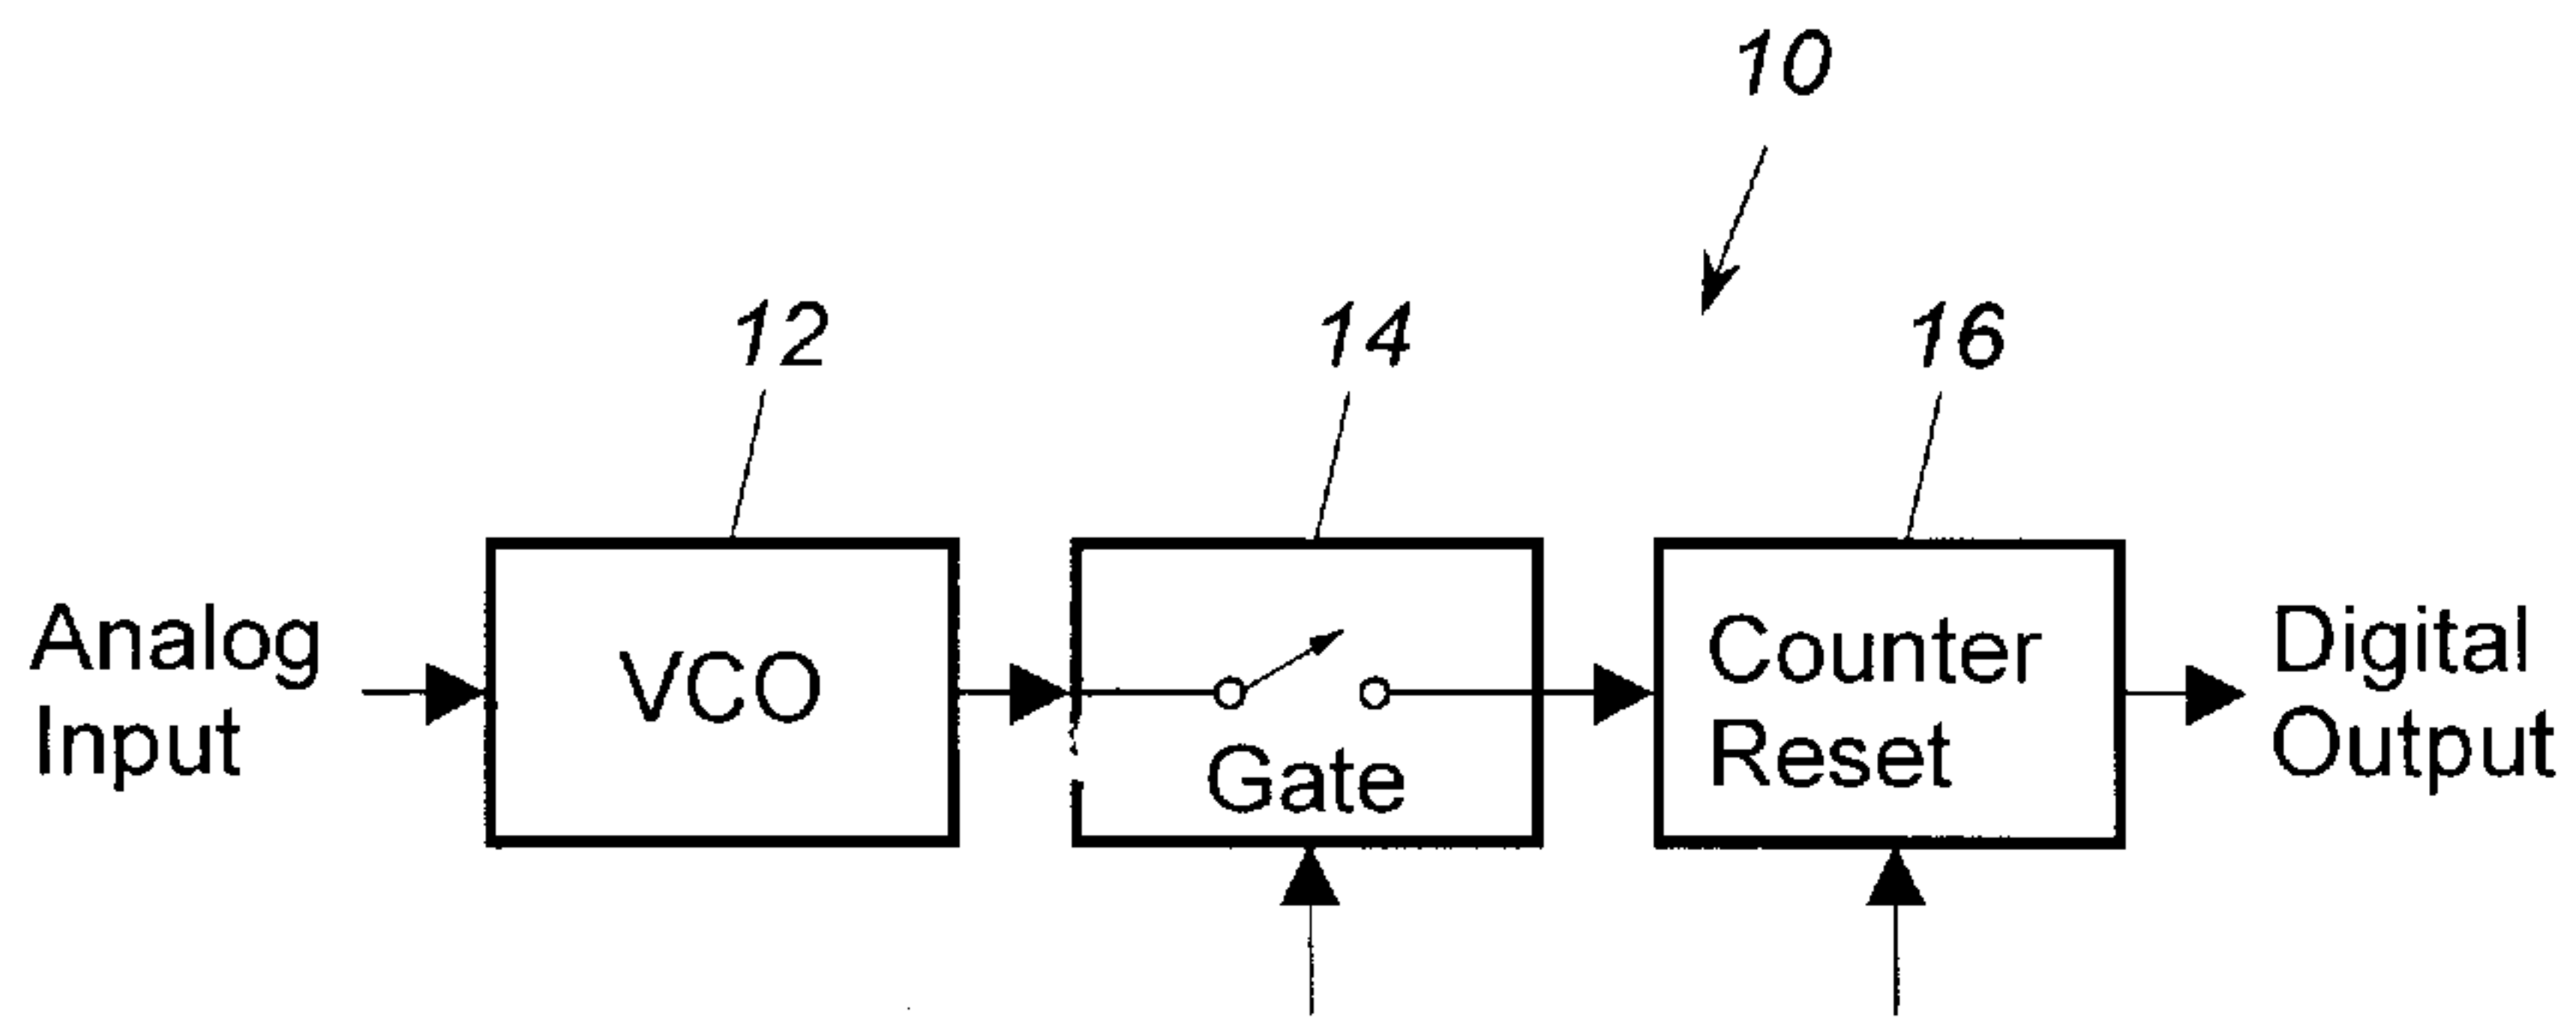 10
12
14
16
Analog
Input
VCO
Gate
Counter
Reset
Digital
Output